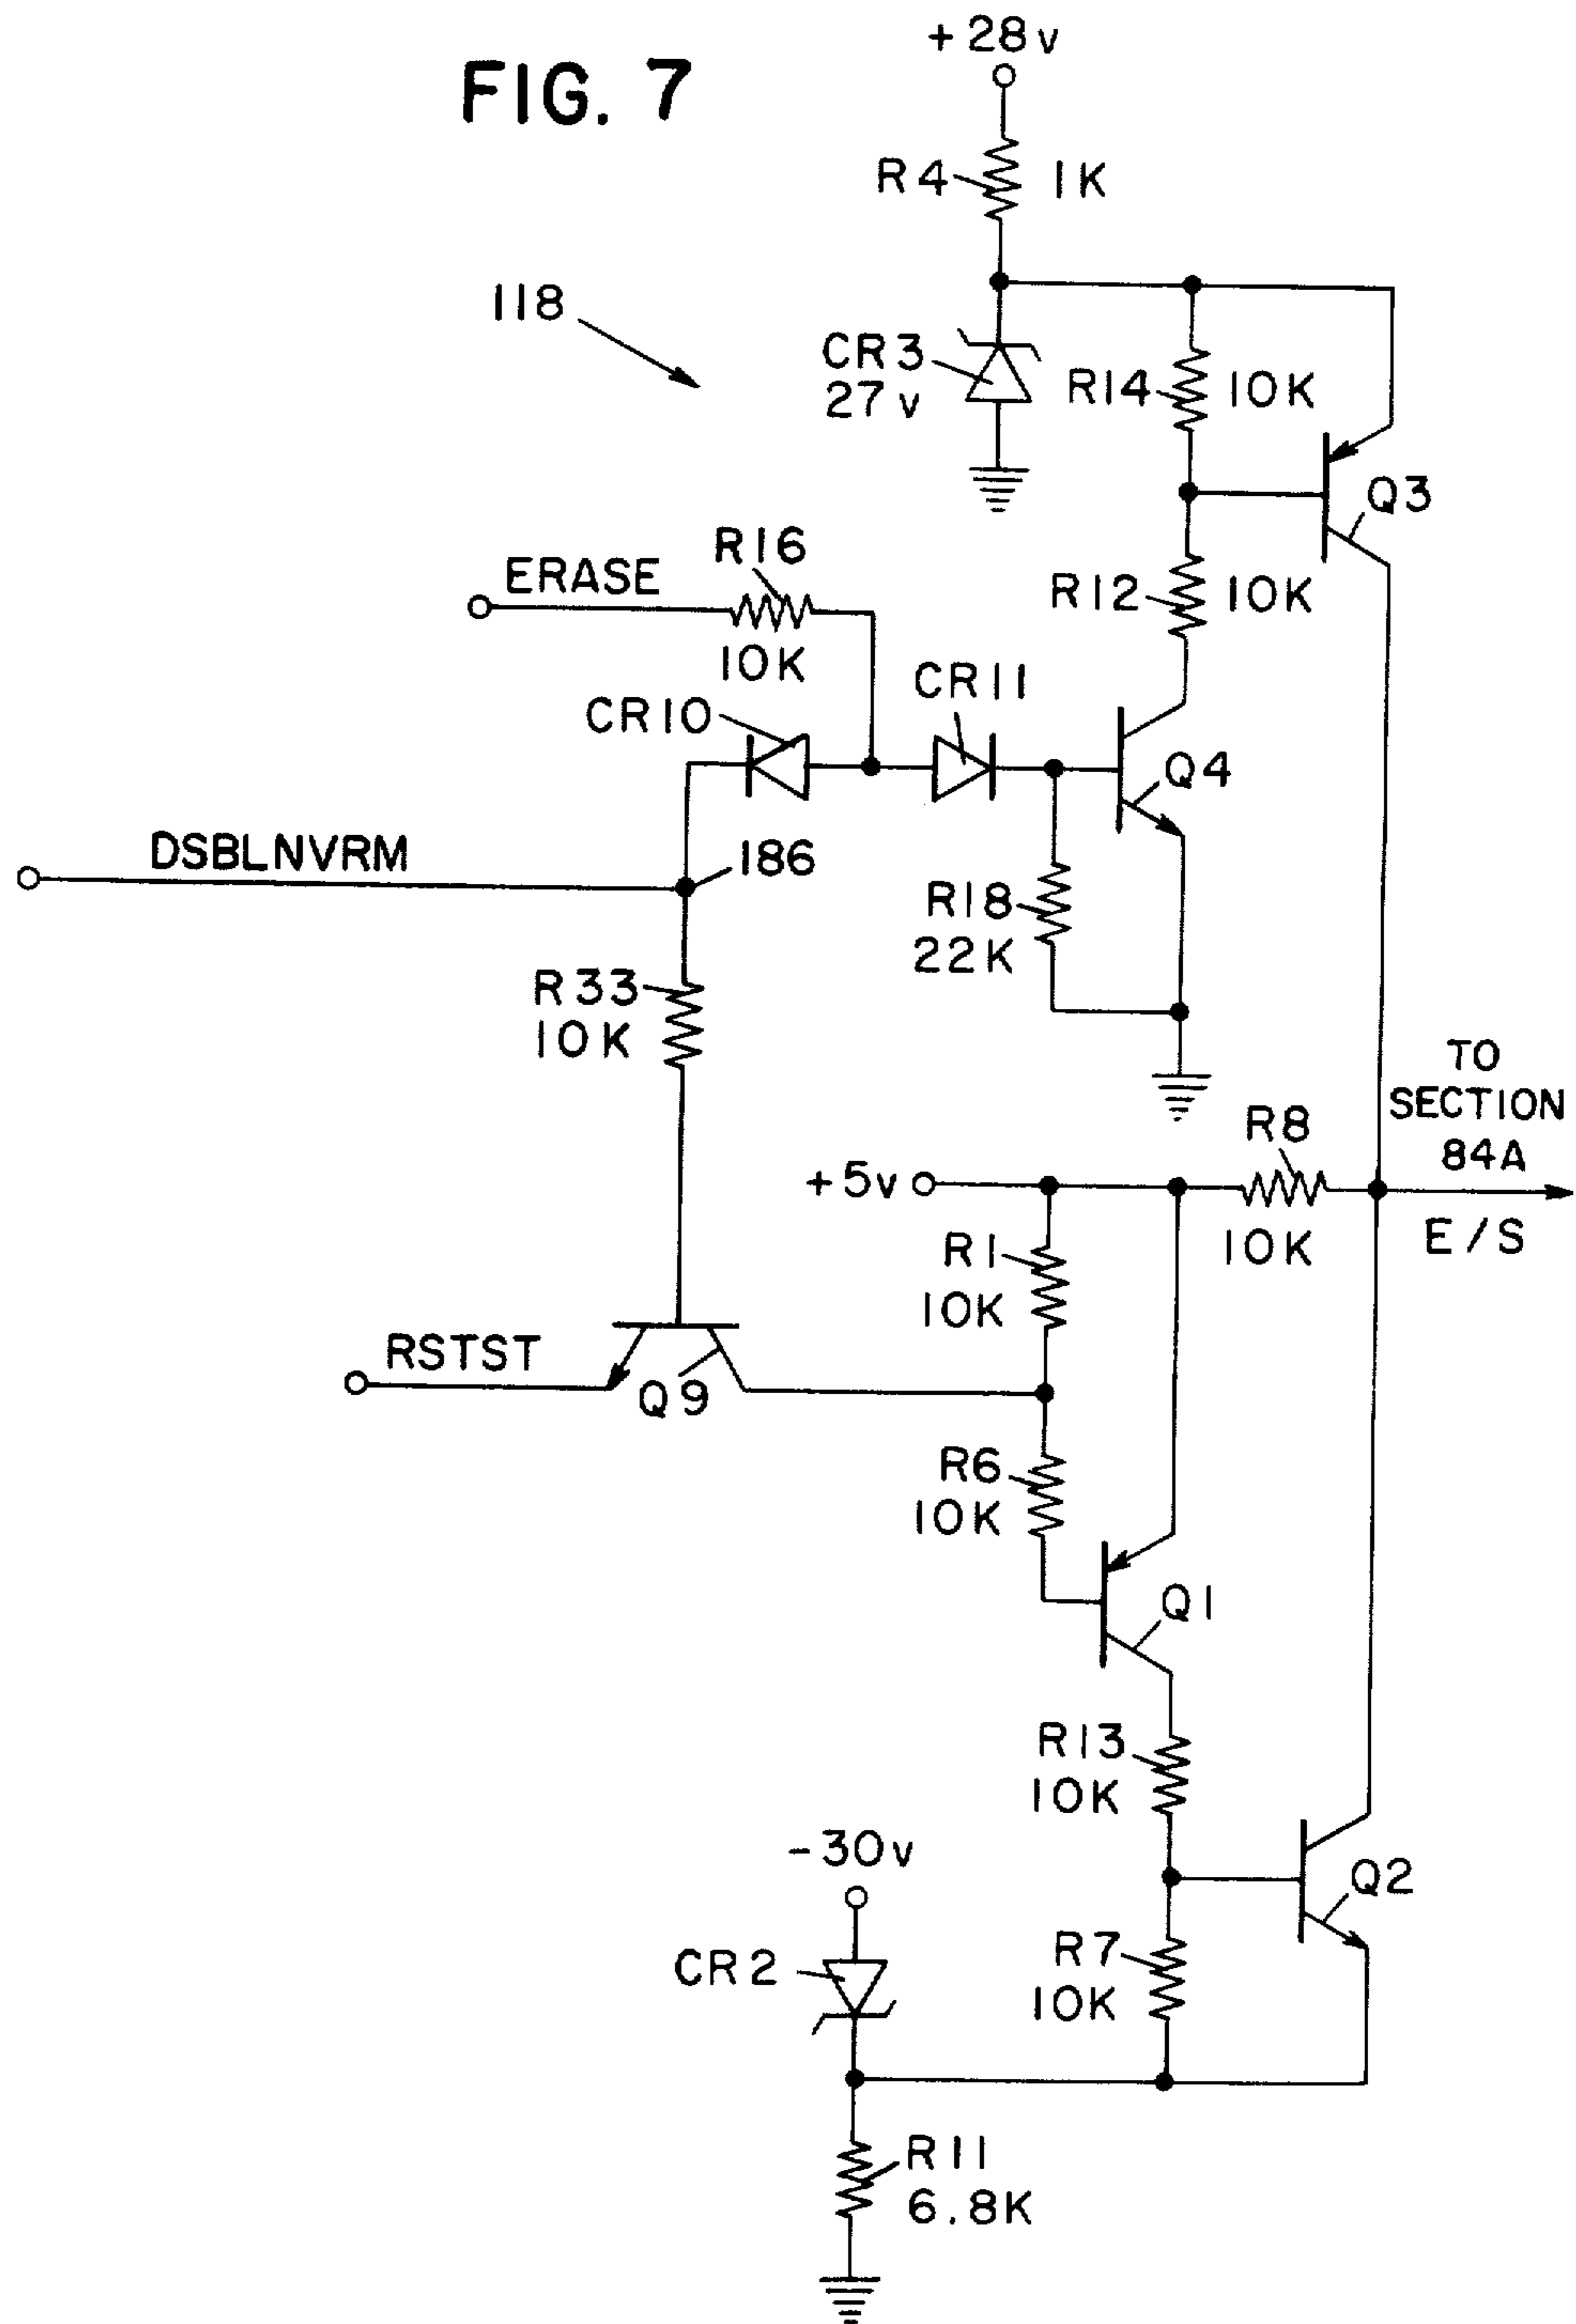 +28v
FIG. 7
R4 1K
118
CR3
27v
R14 10K
Q3
R16
ERASE
10K
R12 10K
CR11
CR10
Q4
DSBLNVRM
186
R18
22K
R33
10K
TO
SECTION
84A
R8
+5v
10K
E/S
R1
10K
RSTST
Q9
R6
10K
Q1
R13
10K
-30v
Q2
CR2
R7
10K
R11
6.8K